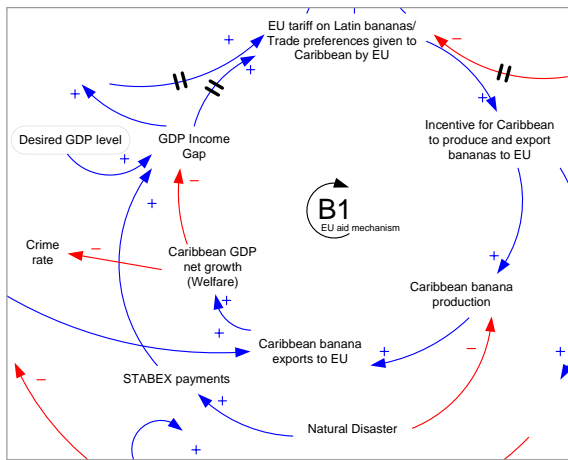 EU tariff on Latin bananas/
Trade preferences given to
Caribbean by EU
Incentive for Caribbean
to produce and export
bananas to EU
Desired GDP level
GDP Income
Gap
B1
EU aid mechanism
Crime
rate
Caribbean GDP
net growth
(Welfare)
Caribbean banana
production
Caribbean banana
exports to EU
STABEX payments
Natural Disaster